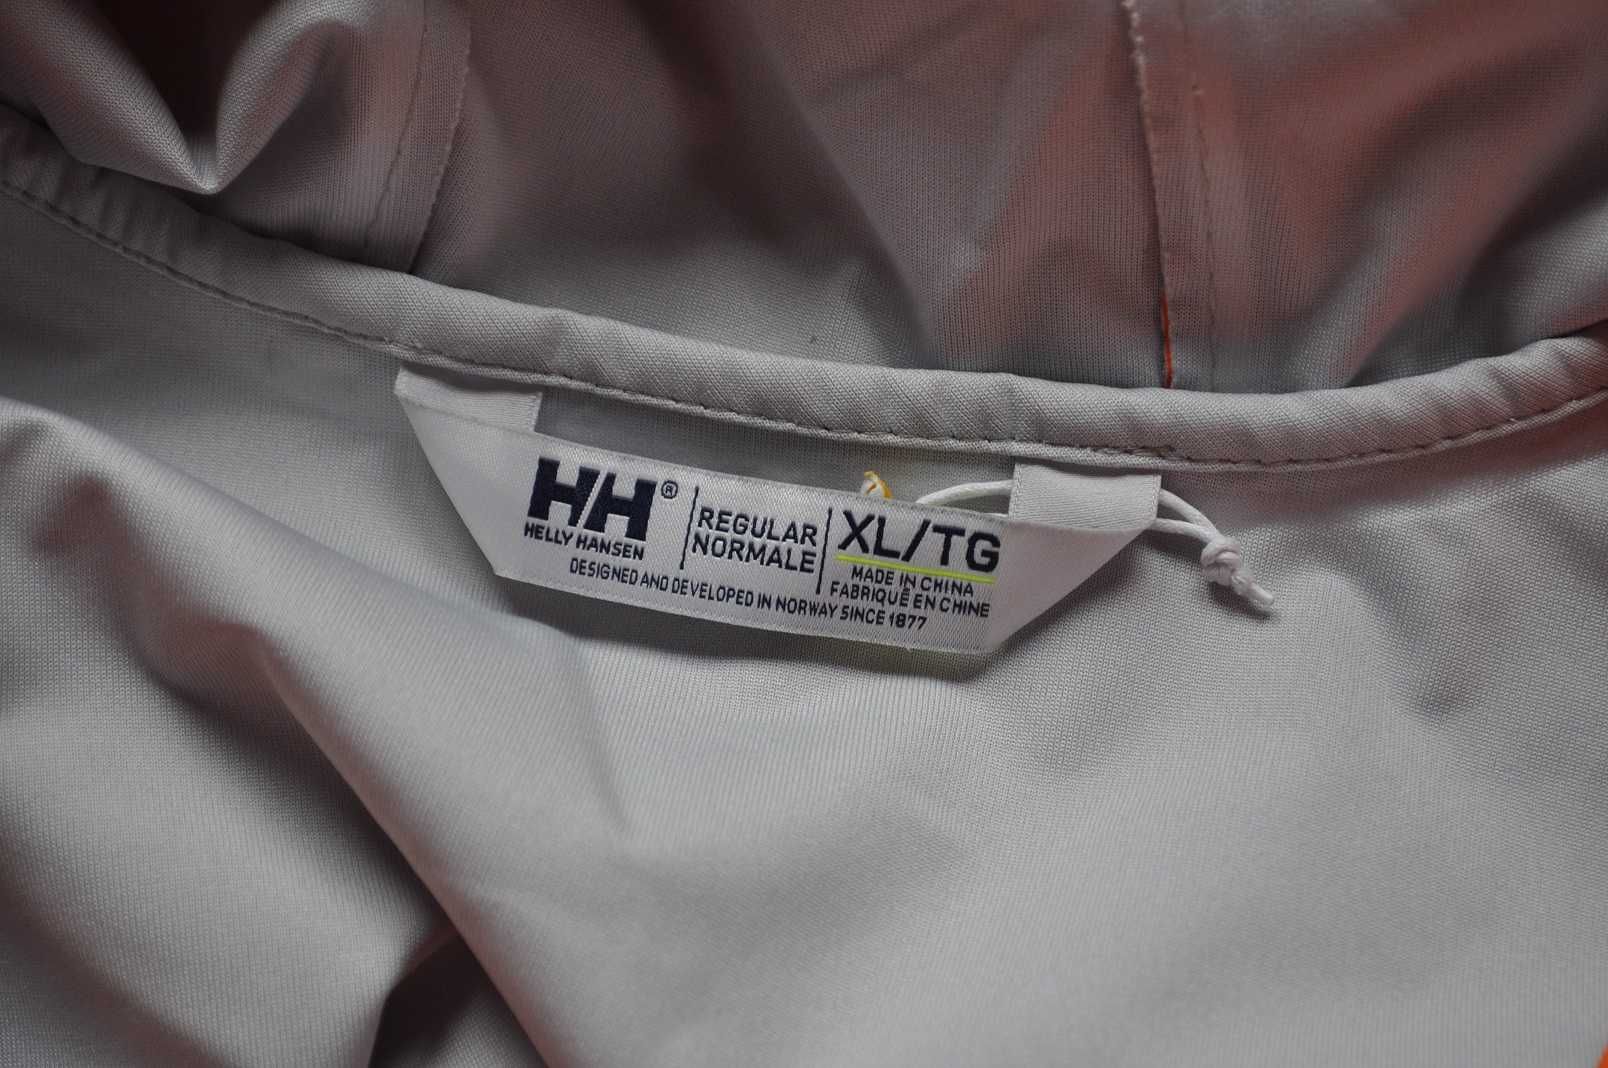 HH®
HELLY HANSEN
REGULAR
NORMALE
XL/TG
MADE IN CHINA
FABRIQUÉ EN CHINE
DESIGNED AND DEVELOPED IN NORWAY SINCE 1877